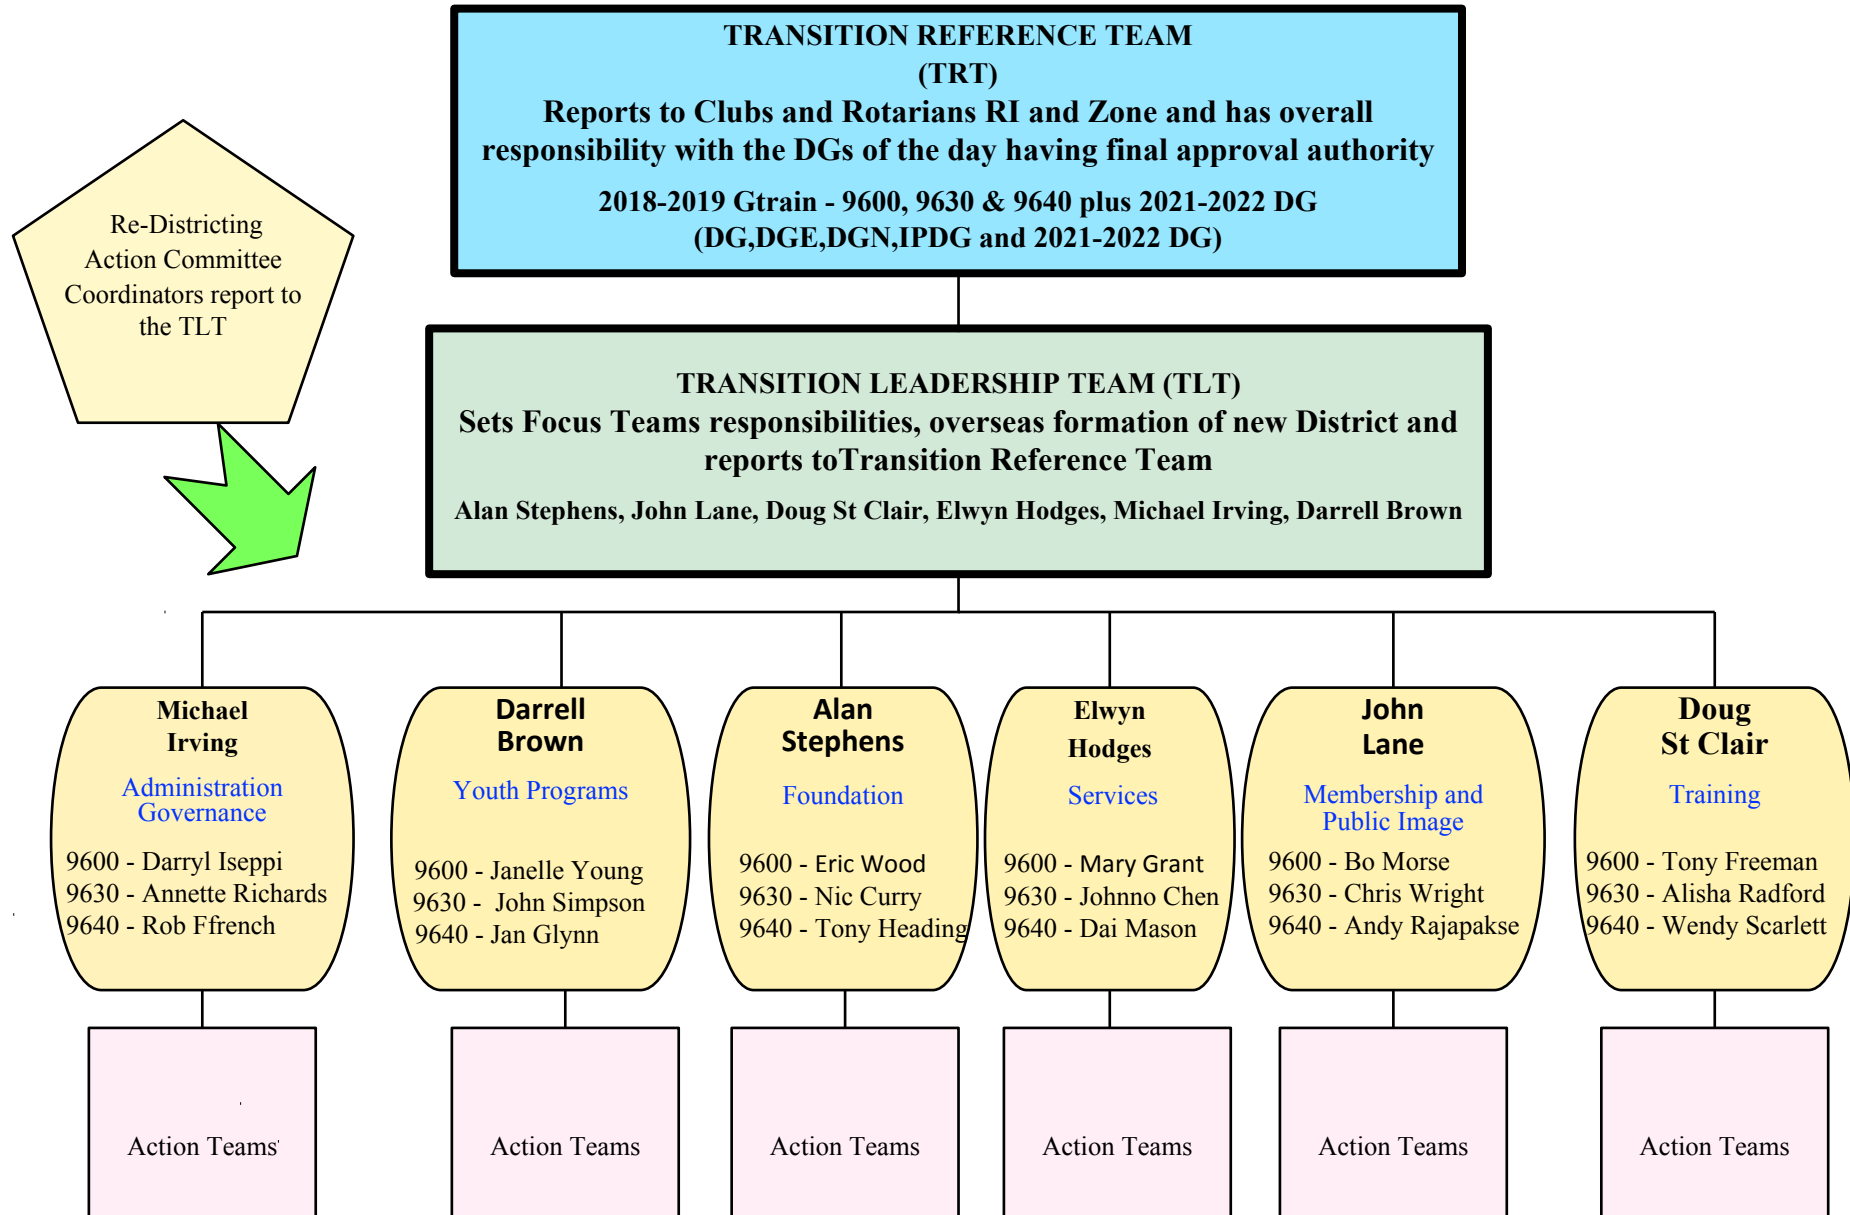 TRANSITION REFERENCE TEAM
(TRT)
Reports to Clubs and Rotarians RI and Zone and has overall
responsibility with the DGs of the day having final approval authority
2018-2019 Gtrain - 9600, 9630 & 9640 plus 2021-2022 DG
(DG,DGE,DGN,IPDG and 2021-2022 DG)
Re-Districting
Action Committee
Coordinators report to
the TLT
TRANSITION LEADERSHIP TEAM (TLT)
Sets Focus Teams responsibilities, overseas formation of new District and
reports toTransition Reference Team
Alan Stephens, John Lane, Doug St Clair, Elwyn Hodges, Michael Irving, Darrell Brown
Michael
Irving
Administration
Governance
9600 - Darryl Iseppi
9630 - Annette Richards
9640 - Rob Ffrench
Darrell
Brown
Youth Programs
9600 - Janelle Young
9630 -  John Simpson
9640 - Jan Glynn
Alan
Stephens
Foundation
9600 - Eric Wood
9630 - Nic Curry
9640 - Tony Heading
Elwyn
Hodges
Services
9600 - Mary Grant
9630 - Johnno Chen
9640 - Dai Mason
John
Lane
Membership and
Public Image
9600 - Bo Morse
9630 - Chris Wright
9640 - Andy Rajapakse
Doug
St Clair
Training
9600 - Tony Freeman
9630 - Alisha Radford
9640 - Wendy Scarlett
Action Teams
Action Teams
Action Teams
Action Teams
Action Teams
Action Teams